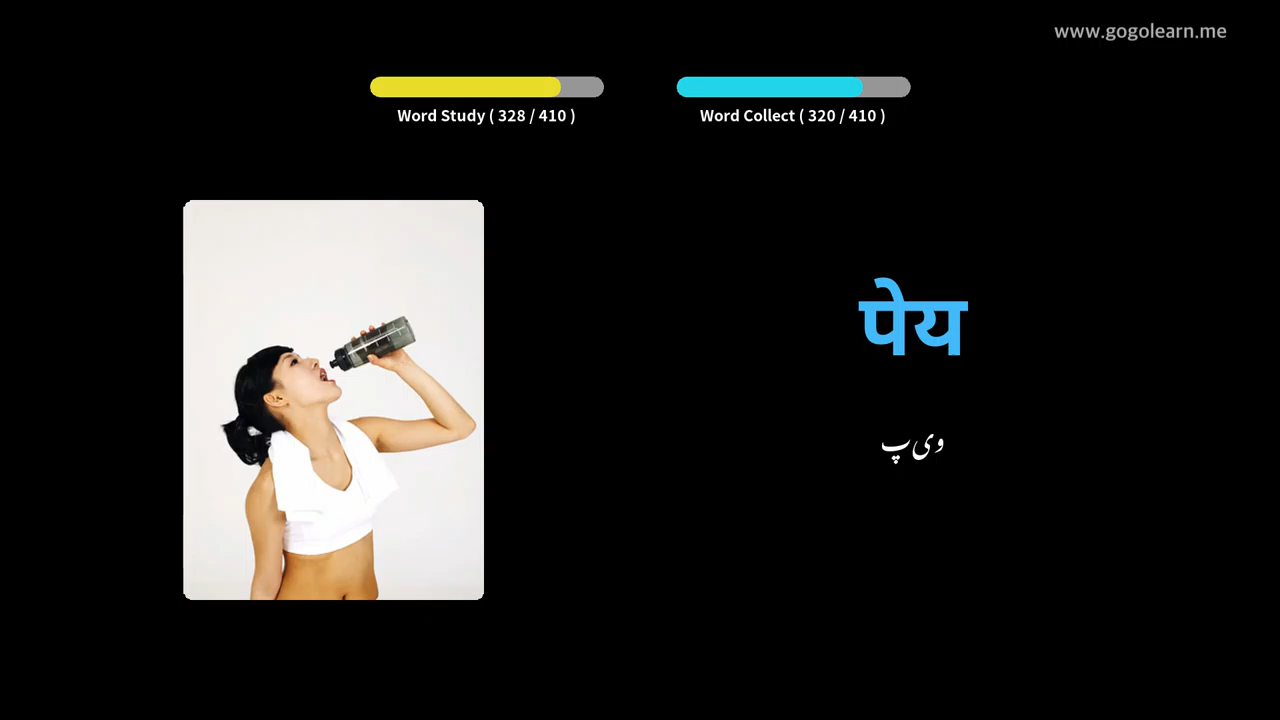 www.gogolearn.me
Word Study ( 328 / 410 )
Word Collect ( 320 / 410 )
पेय
وی پ